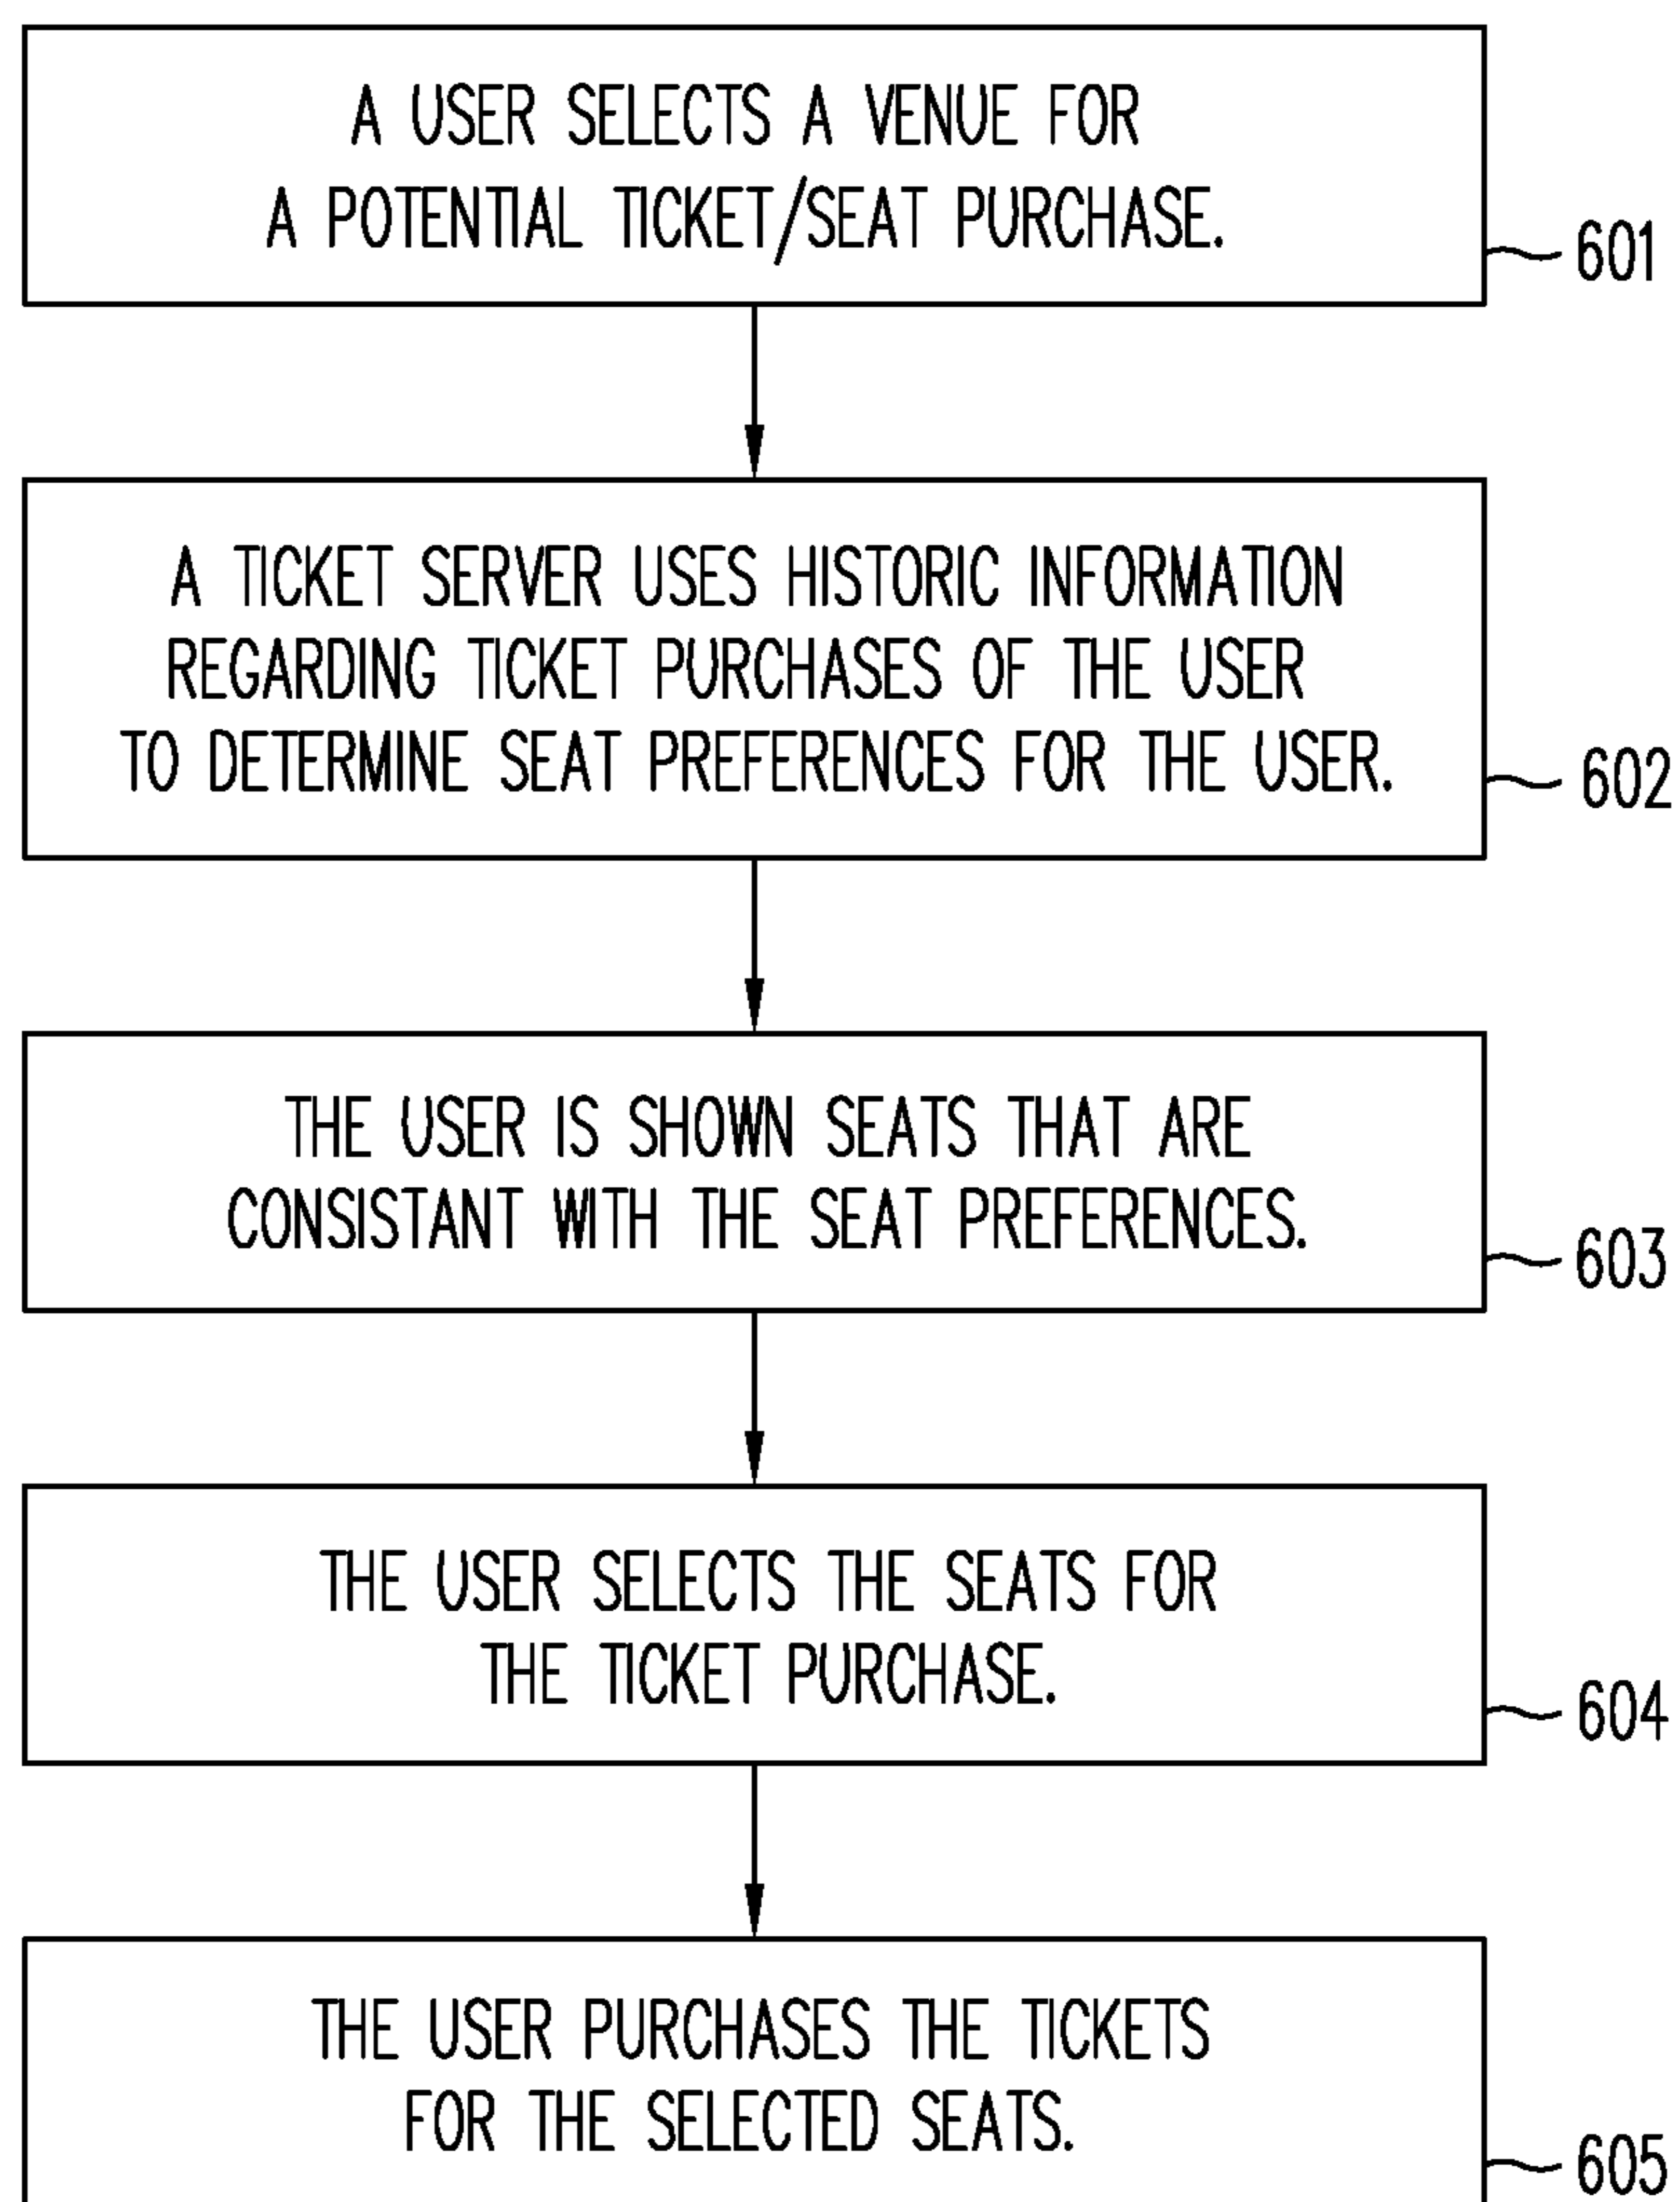 A USER SELECTS A VENUE FOR
A POTENTIAL TICKET/SEAT PURCHASE.
601
A TICKET SERVER USES HISTORIC INFORMATION
REGARDING TICKET PURCHASES OF THE USER
TO DETERMINE SEAT PREFERENCES FOR THE USER.
602
THE USER IS SHOWN SEATS THAT ARE
CONSISTANT WITH THE SEAT PREFERENCES.
603
THE USER SELECTS THE SEATS FOR
THE TICKET PURCHASE.
604
THE USER PURCHASES THE TICKETS
FOR THE SELECTED SEATS.
605